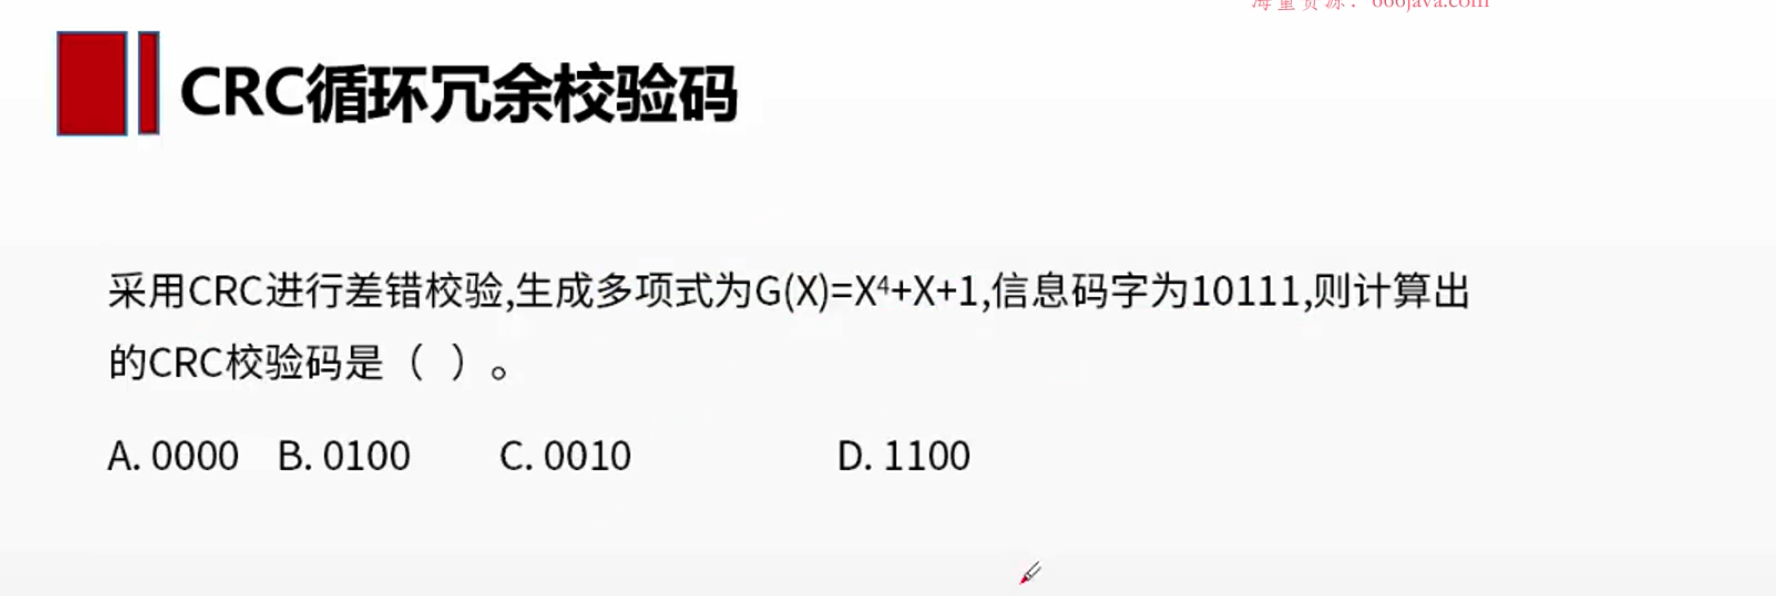 海量资源：666java.com
CRC循环冗余校验码
采用CRC进行差错校验,生成多项式为G(X)=X⁴+X+1,信息码字为10111,则计算出
的CRC校验码是（ ）。
A. 0000 B. 0100 C. 0010 D. 1100